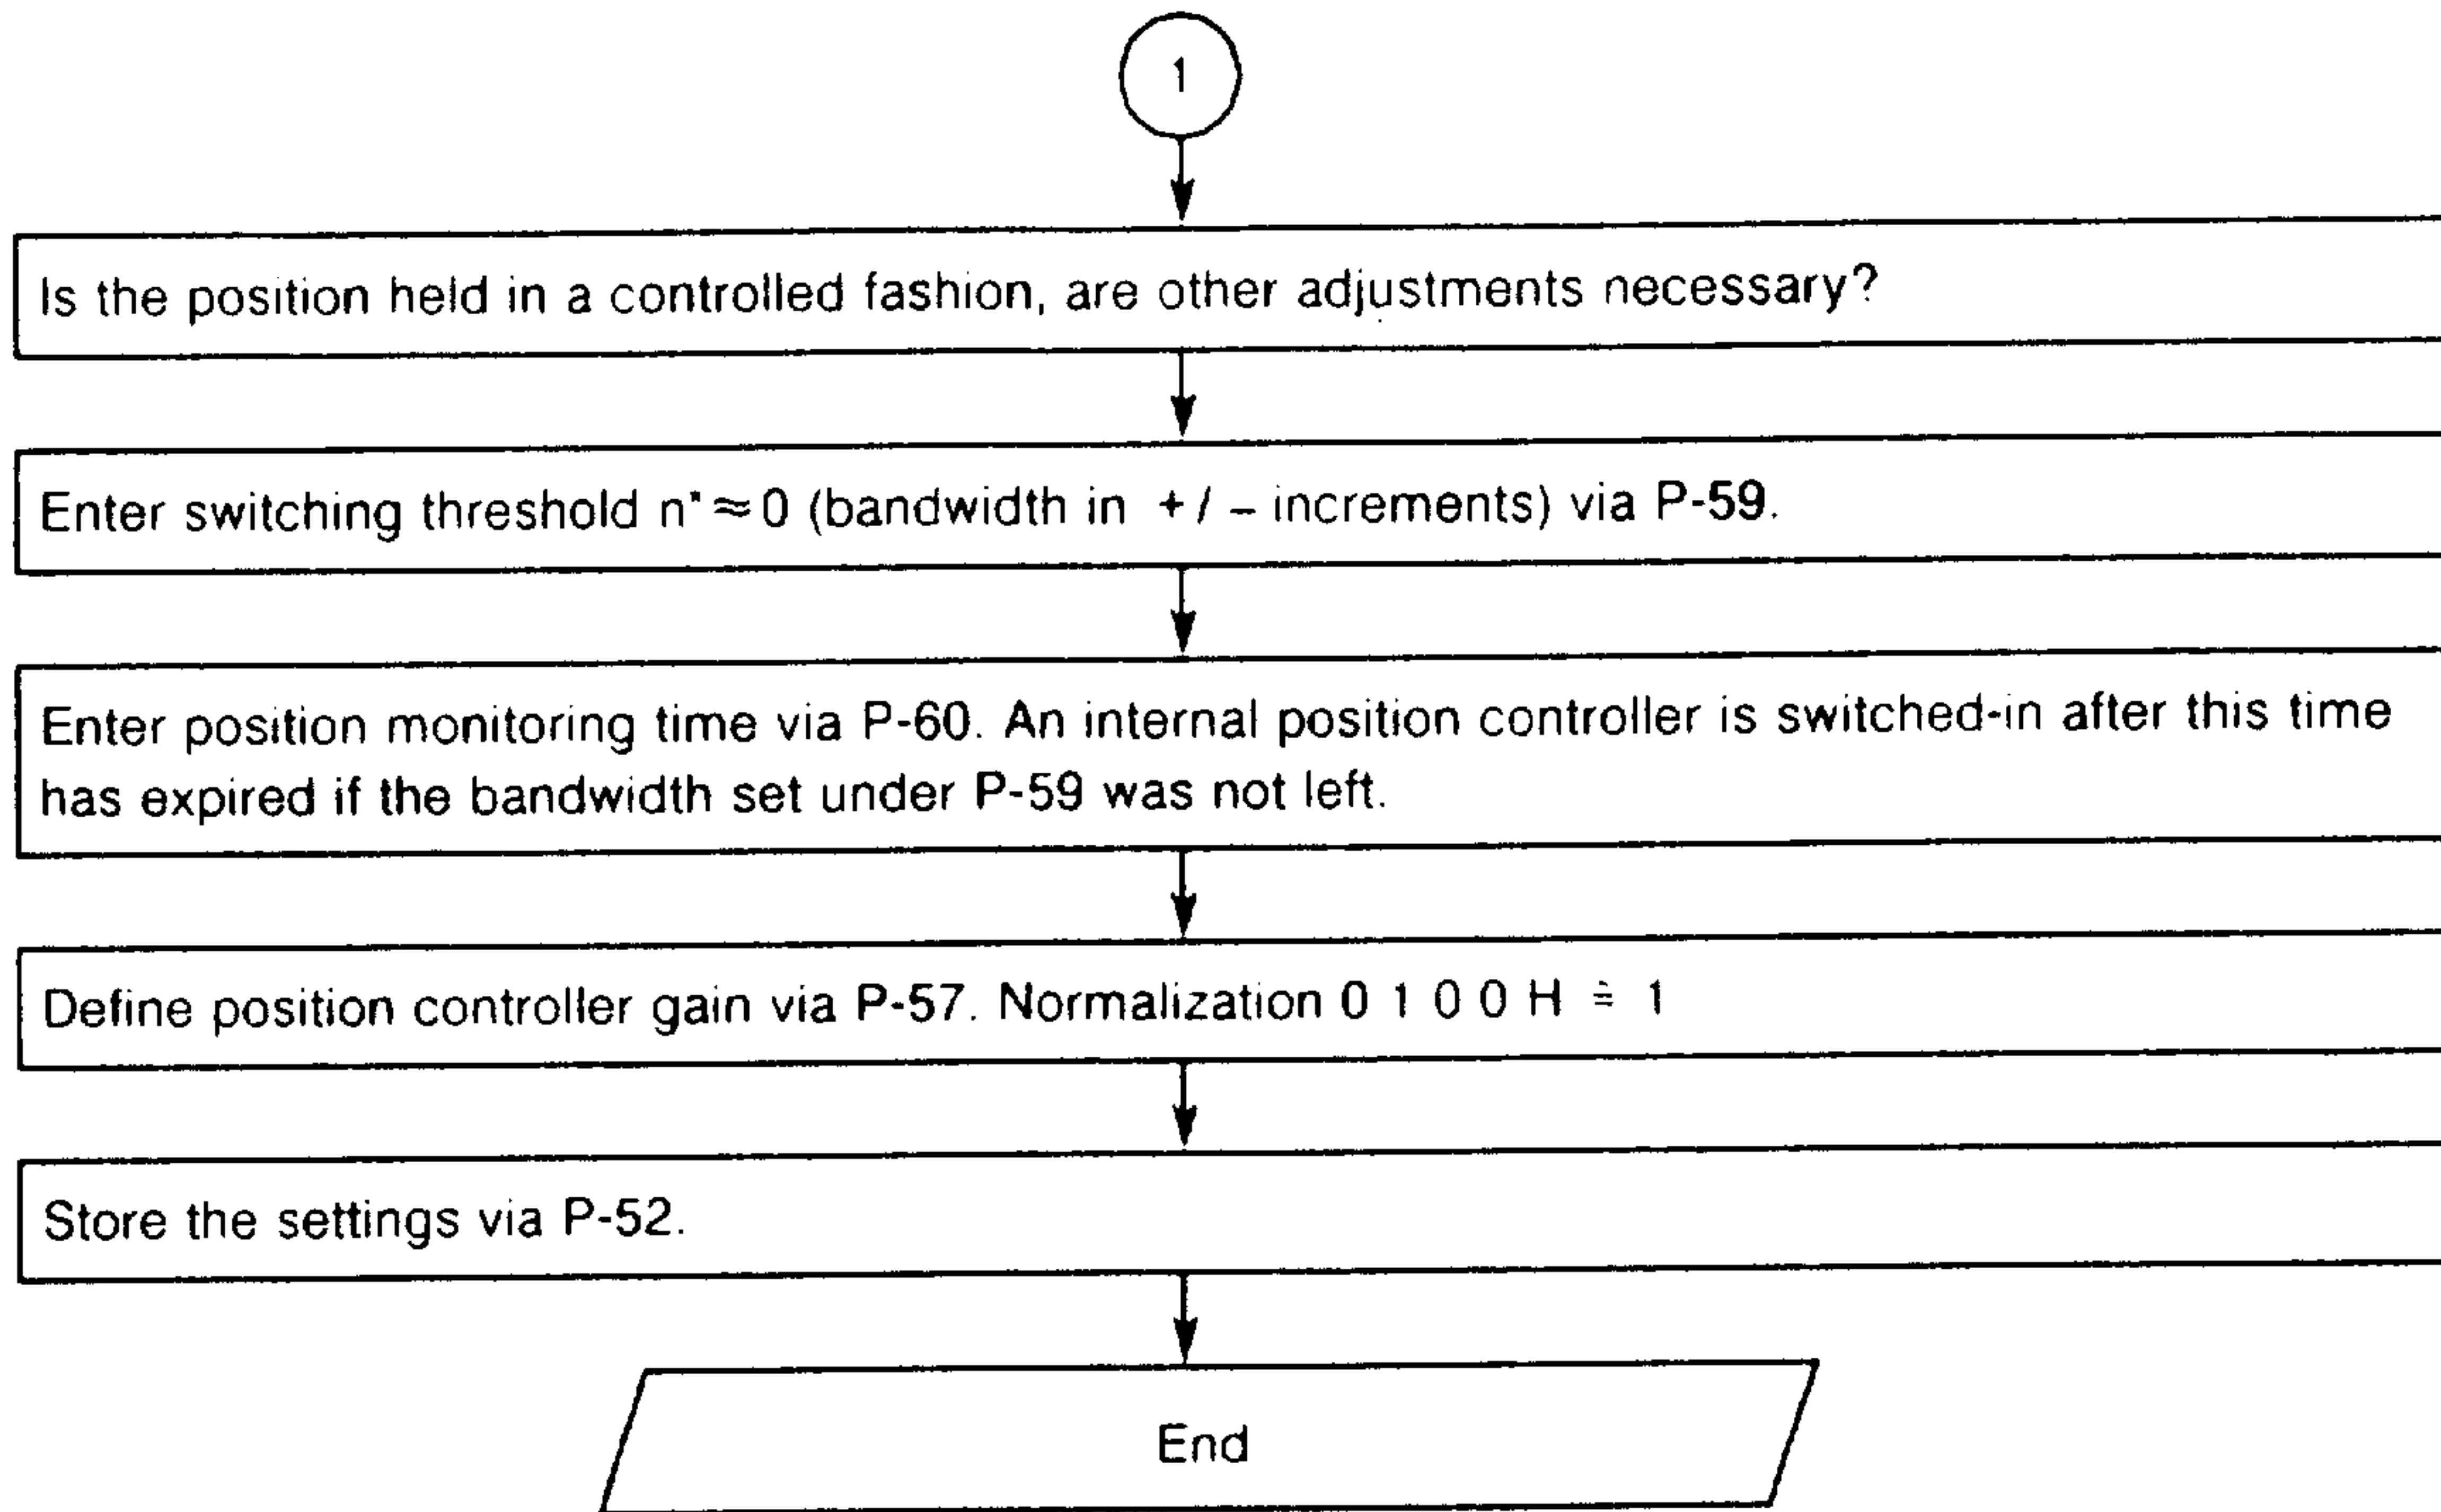 1
Is the position held in a controlled fashion, are other adjustments necessary?
Enter switching threshold n* ≈ 0 (bandwidth in + / – increments) via P-59.
Enter position monitoring time via P-60. An internal position controller is switched-in after this time
has expired if the bandwidth set under P-59 was not left.
Define position controller gain via P-57. Normalization 0 1 0 0 H ≙ 1
Store the settings via P-52.
End